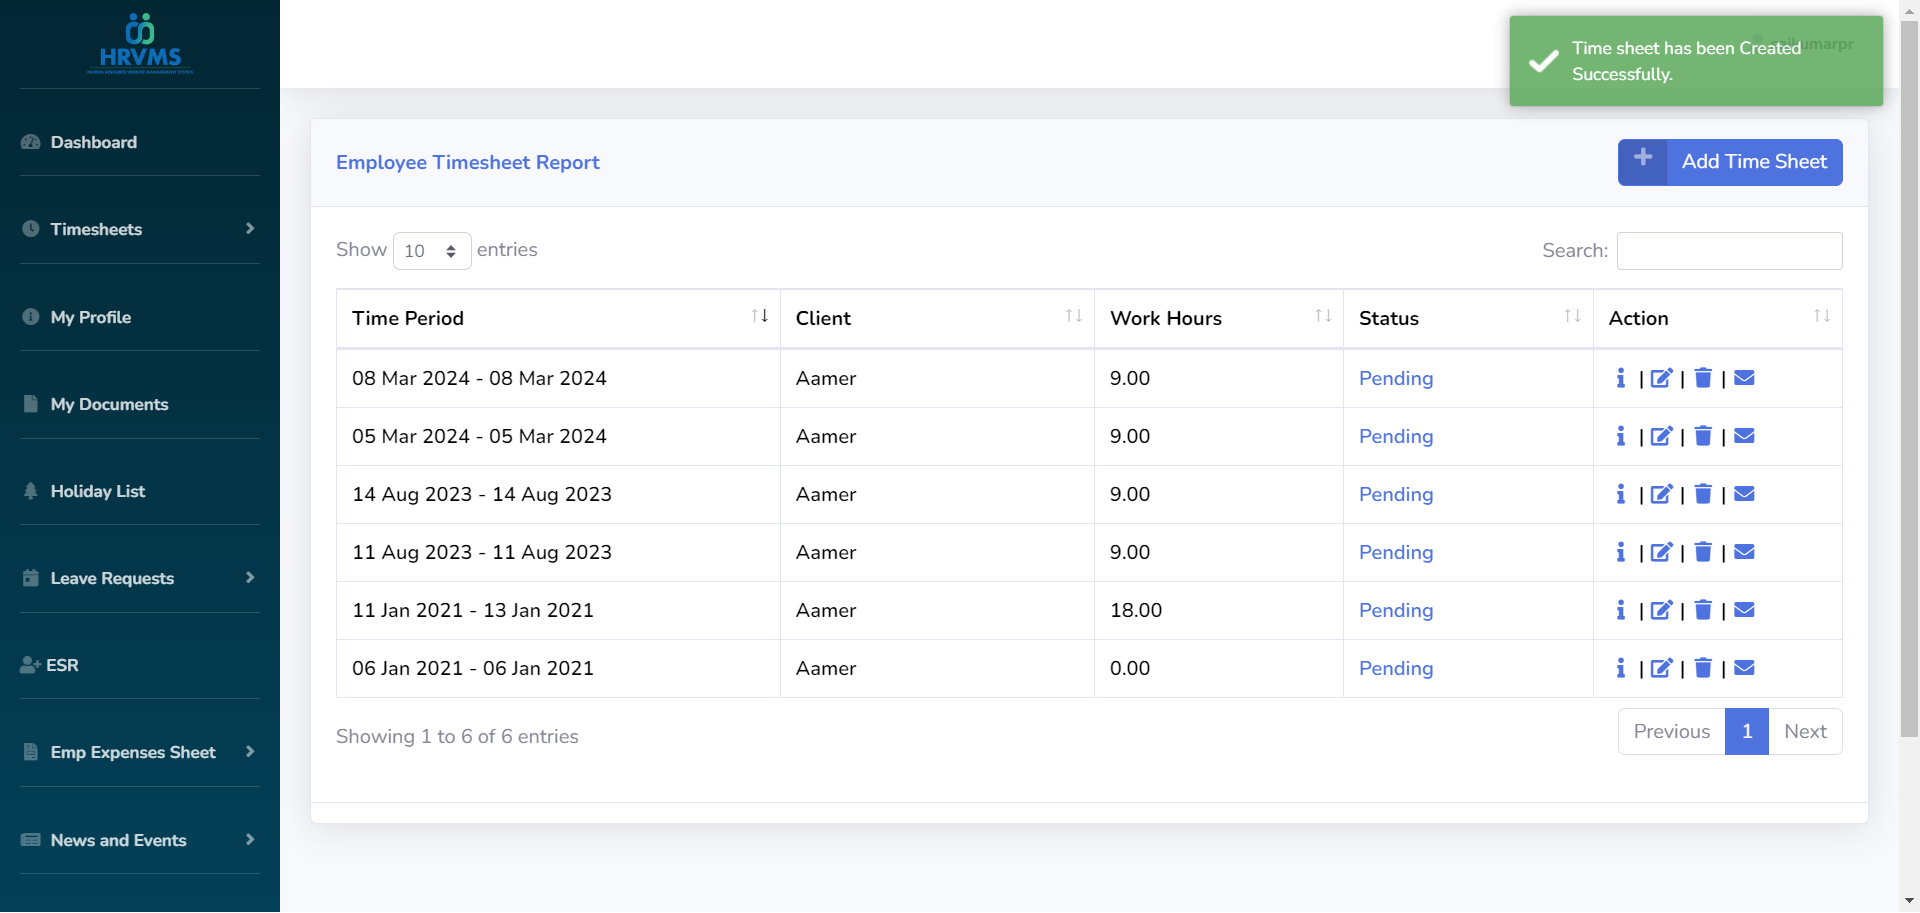 HRVMS
HUMAN RESOURCE VENDOR MANAGEMENT SYSTEM
Dashboard
Timesheets
My Profile
My Documents
Holiday List
Leave Requests
ESR
Emp Expenses Sheet
News and Events
Time sheet has been Created
Successfully.
Employee Timesheet Report
Add Time Sheet
Show 10 entries
Search:
Time Period Client Work Hours Status Action
08 Mar 2024 - 08 Mar 2024 Aamer 9.00 Pending | | |
05 Mar 2024 - 05 Mar 2024 Aamer 9.00 Pending | | |
14 Aug 2023 - 14 Aug 2023 Aamer 9.00 Pending | | |
11 Aug 2023 - 11 Aug 2023 Aamer 9.00 Pending | | |
11 Jan 2021 - 13 Jan 2021 Aamer 18.00 Pending | | |
06 Jan 2021 - 06 Jan 2021 Aamer 0.00 Pending | | |
Showing 1 to 6 of 6 entries
Previous 1 Next